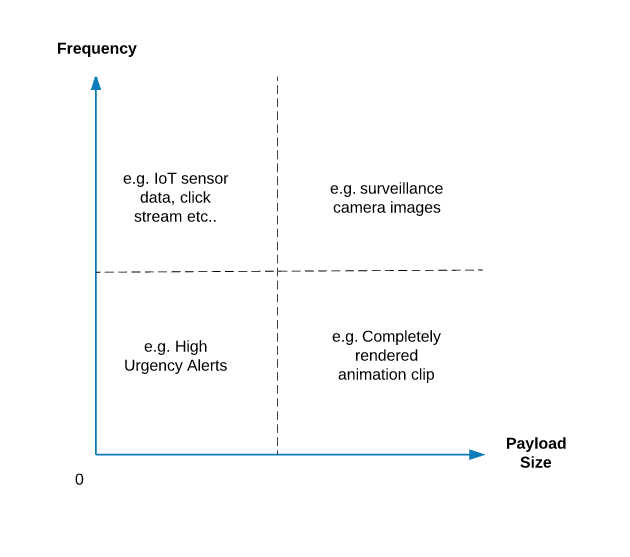 Frequency
e.g. IoT sensor
data, click
stream etc..
e.g. surveillance
camera images
e.g. High
Urgency Alerts
e.g. Completely
rendered
animation clip
Payload
Size
0